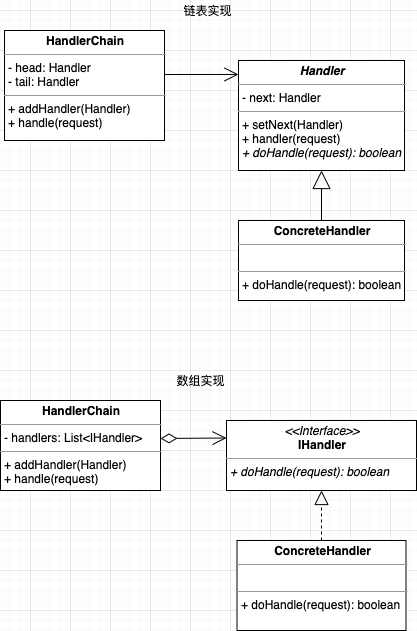 链表实现
HandlerChain
- head: Handler
- tail: Handler
+ addHandler(Handler)
+ handle(request)
Handler
- next: Handler
+ setNext(Handler)
+ handler(request)
+ doHandle(request): boolean
ConcreteHandler
+ doHandle(request): boolean
数组实现
HandlerChain
- handlers: List<IHandler>
+ addHandler(Handler)
+ handle(request)
<<Interface>>
IHandler
+ doHandle(request): boolean
ConcreteHandler
+ doHandle(request): boolean